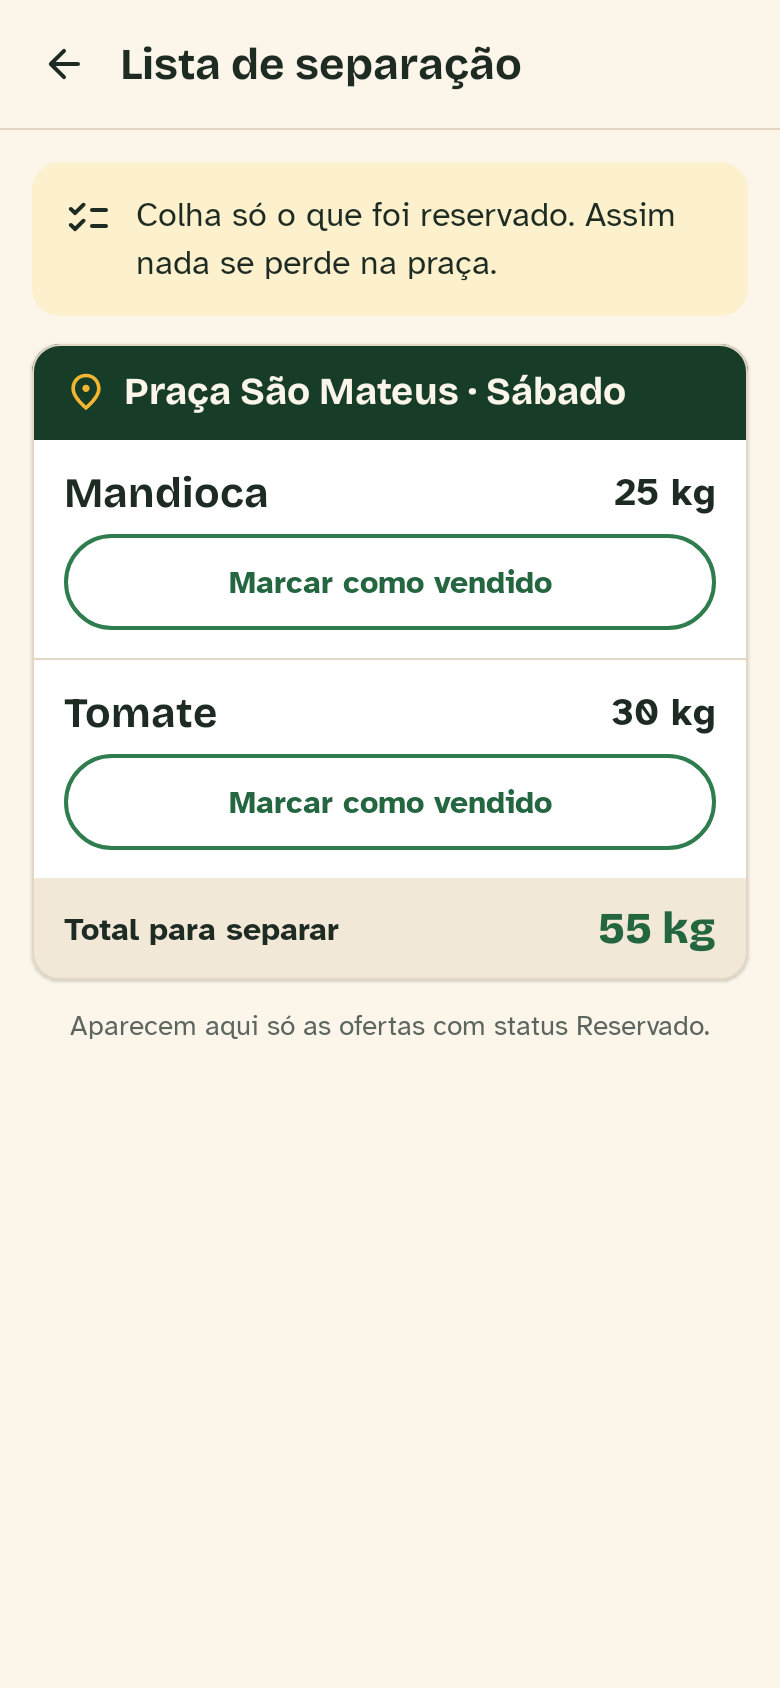 Lista de separação
Colha só o que foi reservado. Assim
nada se perde na praça.
Praça São Mateus · Sábado
Mandioca 25 kg
Marcar como vendido
Tomate 30 kg
Marcar como vendido
Total para separar 55 kg
Aparecem aqui só as ofertas com status Reservado.